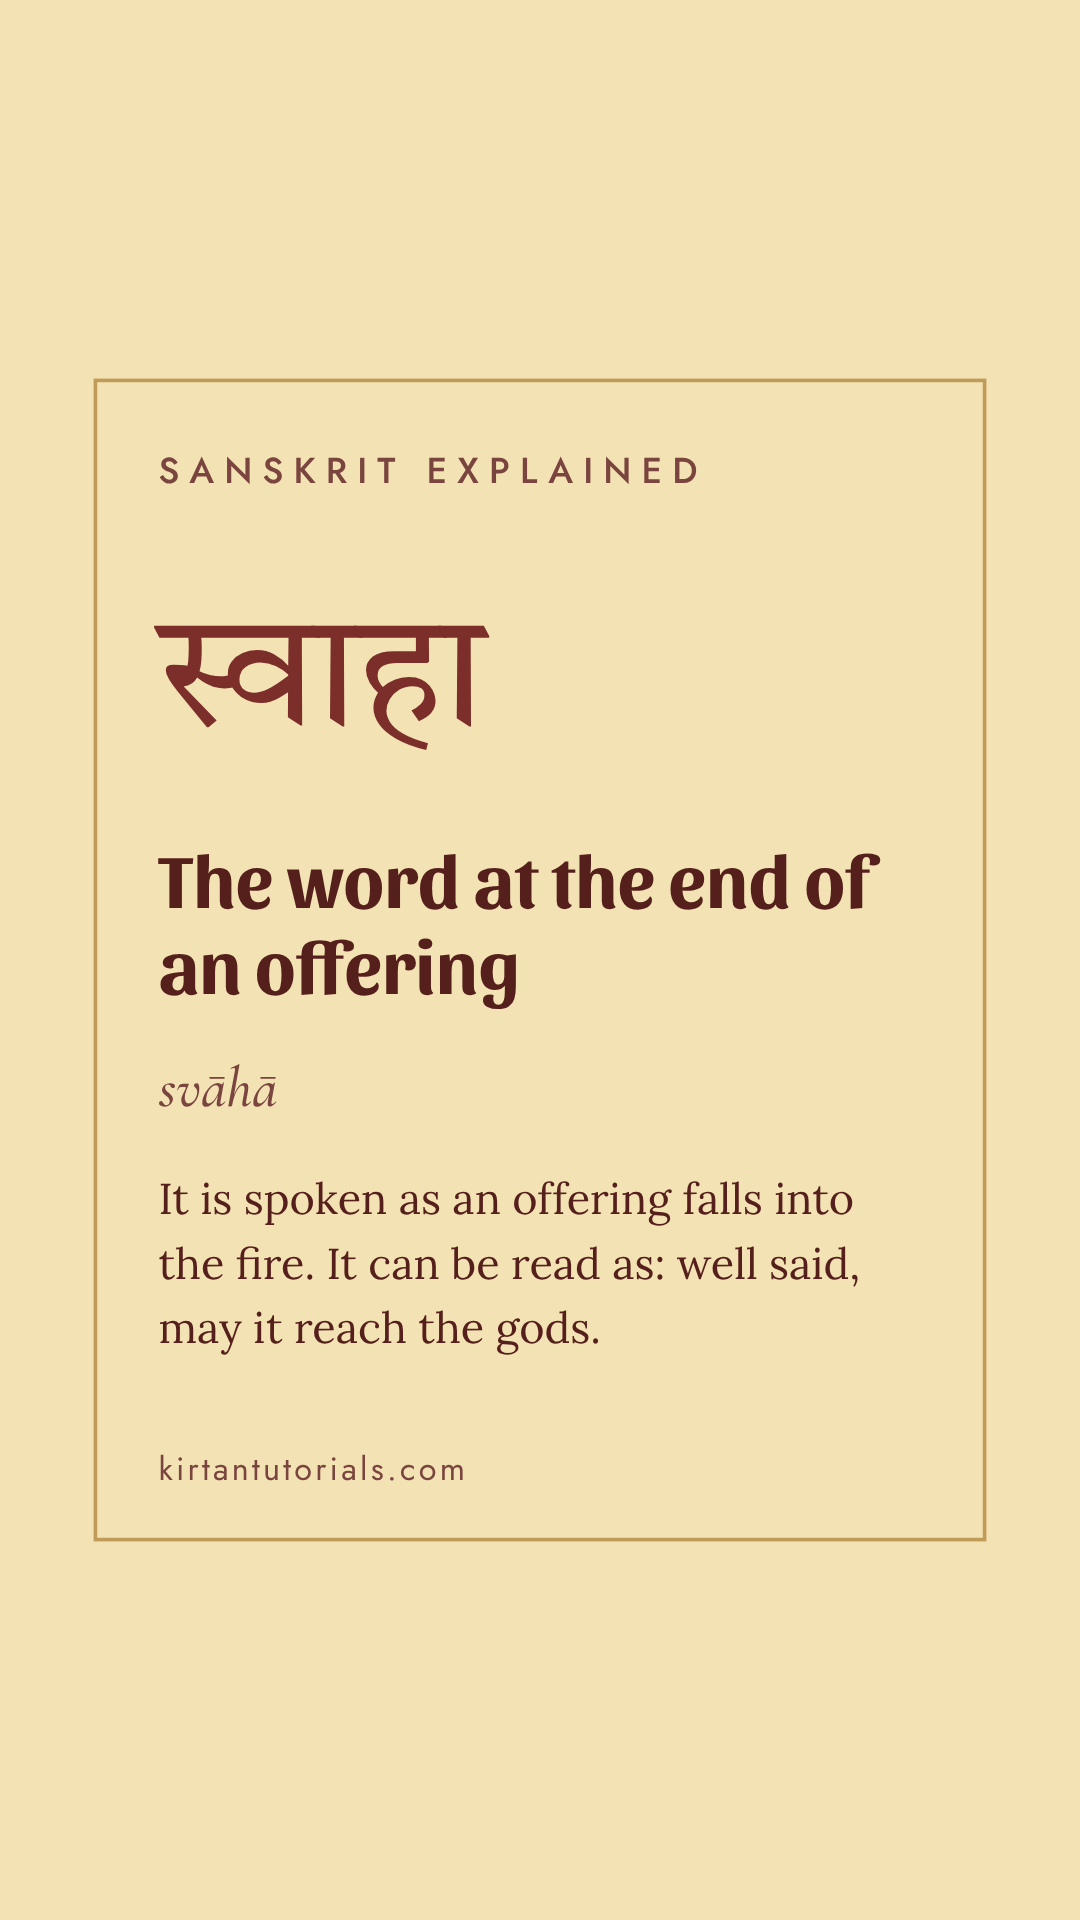 SANSKRIT EXPLAINED
स्वाहा
The word at the end of
an offering
svāhā
It is spoken as an offering falls into
the fire. It can be read as: well said,
may it reach the gods.
kirtantutorials.com